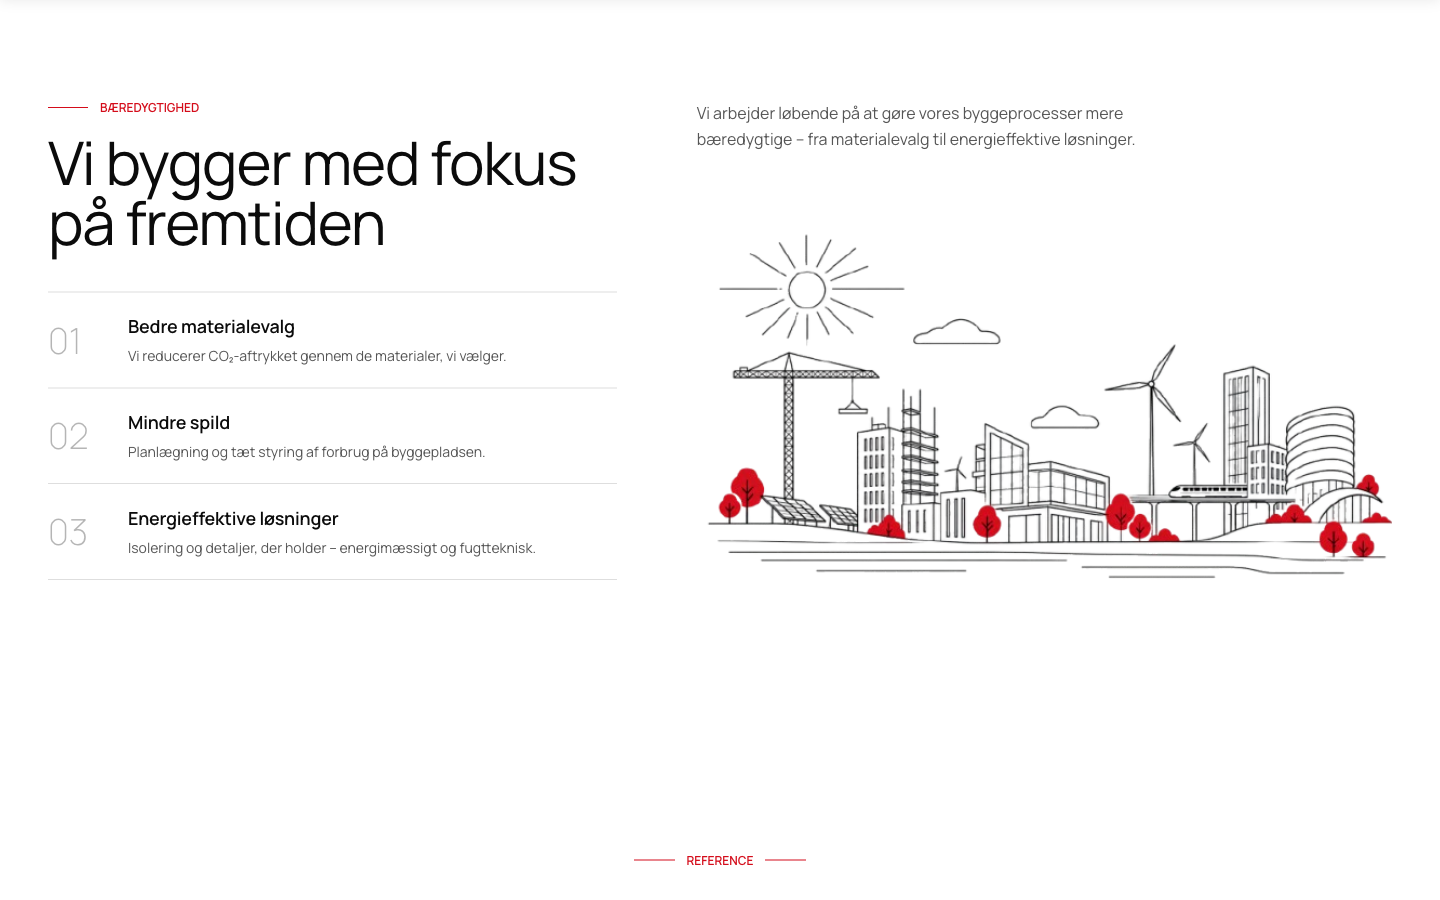 BÆREDYGTIGHED
Vi bygger med fokus
på fremtiden
Vi arbejder løbende på at gøre vores byggeprocesser mere
bæredygtige – fra materialevalg til energieffektive løsninger.
01
Bedre materialevalg
Vi reducerer CO₂-aftrykket gennem de materialer, vi vælger.
02
Mindre spild
Planlægning og tæt styring af forbrug på byggepladsen.
03
Energieffektive løsninger
Isolering og detaljer, der holder – energimæssigt og fugtteknisk.
REFERENCE